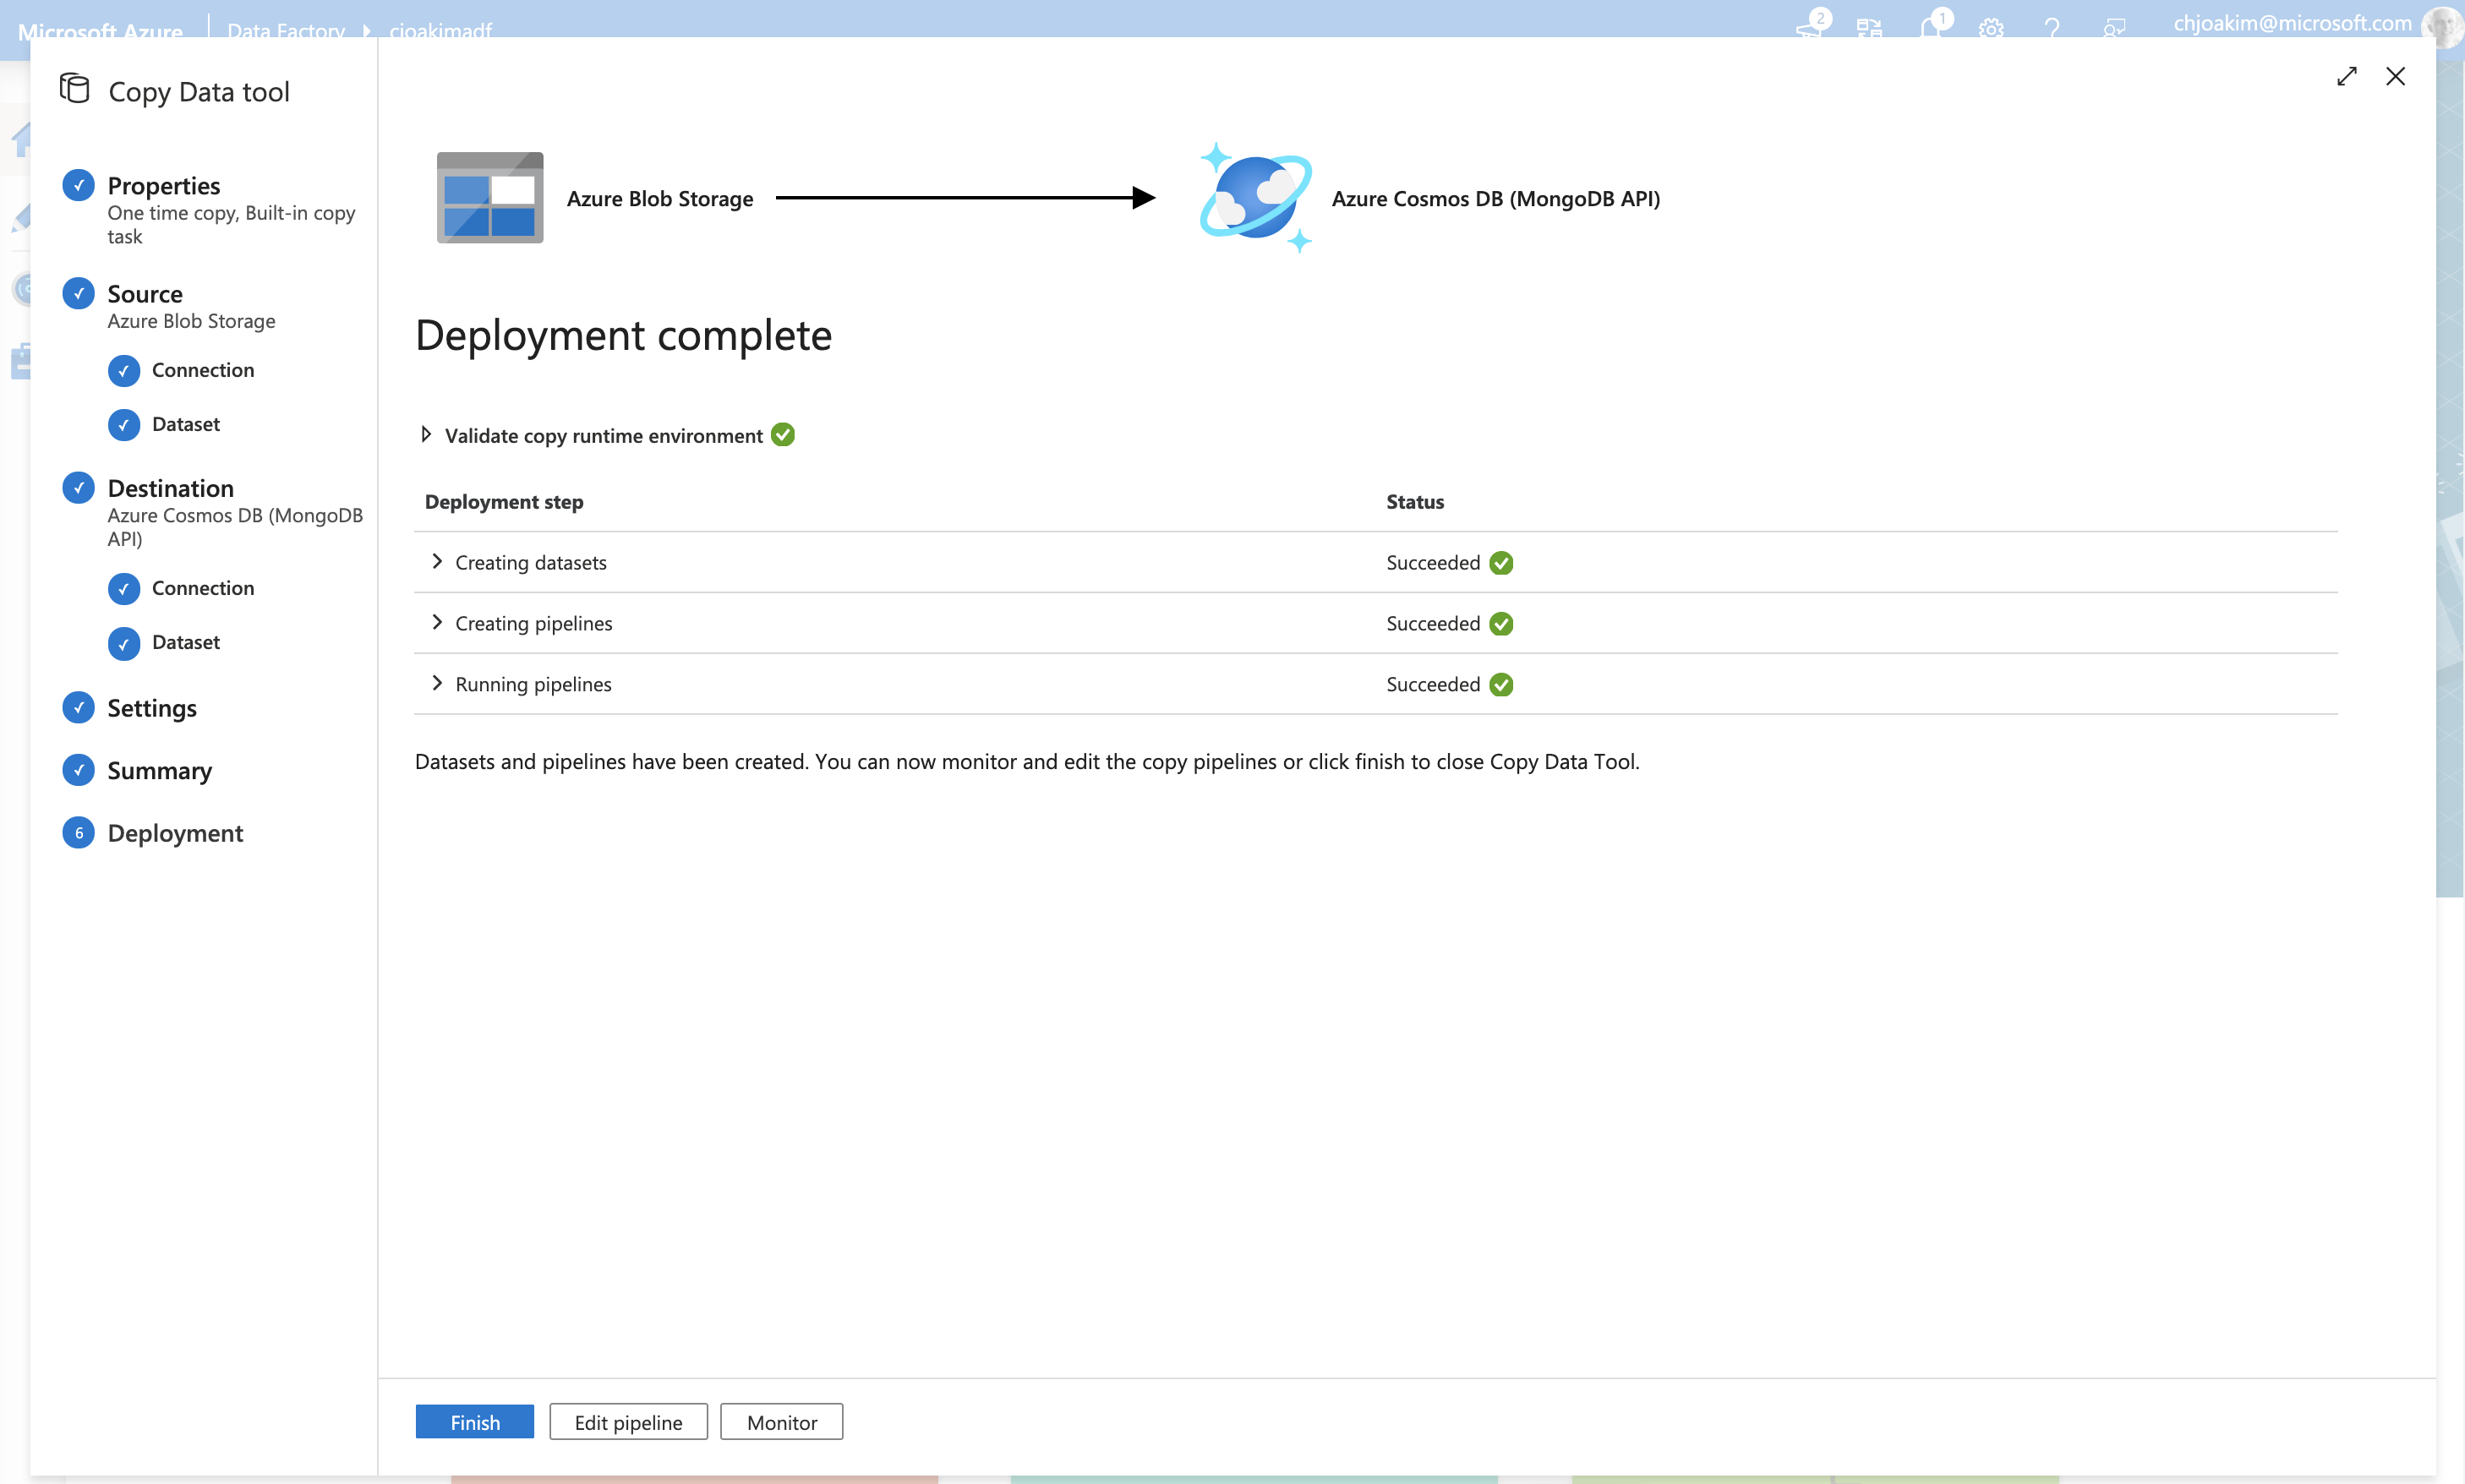 Microsoft Azure
Data Factory
cjoakimadf
2
1
chjoakim@microsoft.com
Copy Data tool
Properties
One time copy, Built-in copy
task
Source
Azure Blob Storage
Connection
Dataset
Destination
Azure Cosmos DB (MongoDB
API)
Connection
Dataset
Settings
Summary
6 Deployment
Azure Blob Storage
Azure Cosmos DB (MongoDB API)
Deployment complete
Validate copy runtime environment
Deployment step Status
Creating datasets Succeeded
Creating pipelines Succeeded
Running pipelines Succeeded
Datasets and pipelines have been created. You can now monitor and edit the copy pipelines or click finish to close Copy Data Tool.
Finish Edit pipeline Monitor